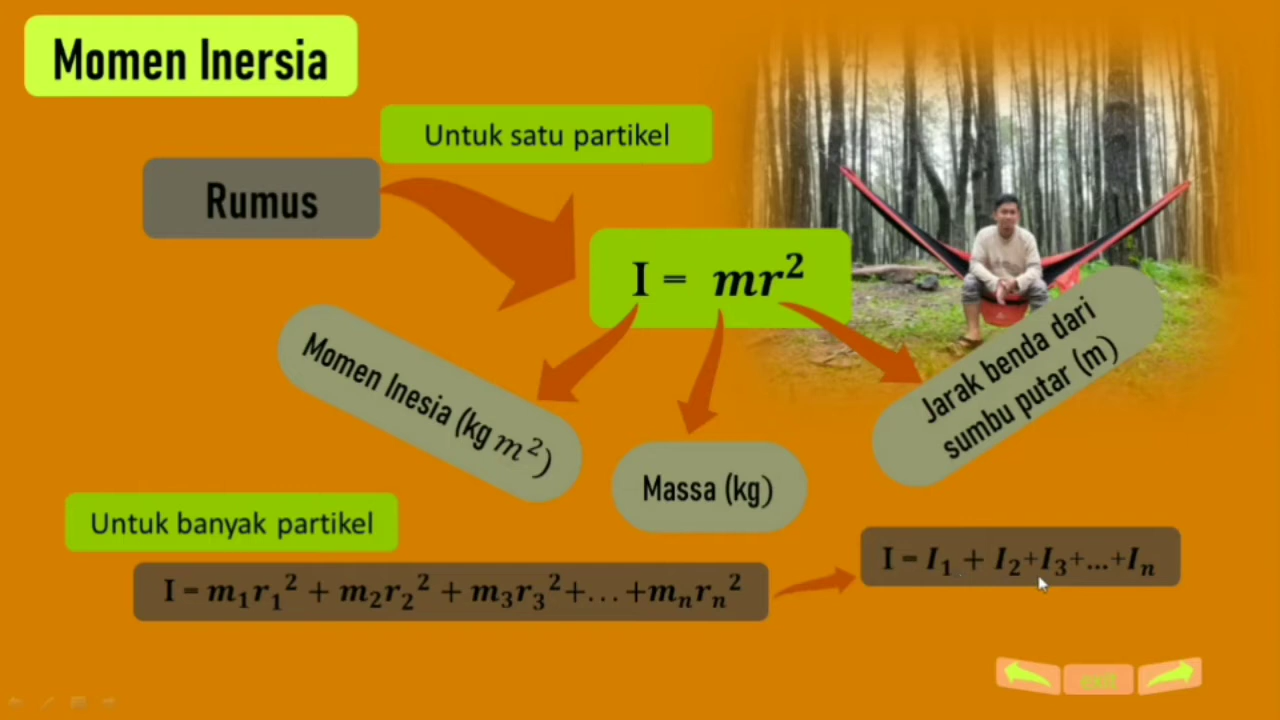 Momen Inersia
Untuk satu partikel
Rumus
I = mr²
Momen Inesia (kg m²)
Massa (kg)
Jarak benda dari
sumbu putar (m)
Untuk banyak partikel
I = m₁r₁² + m₂r₂² + m₃r₃²+...+mₙrₙ²
I = I₁ + I₂+I₃+...+Iₙ
exit